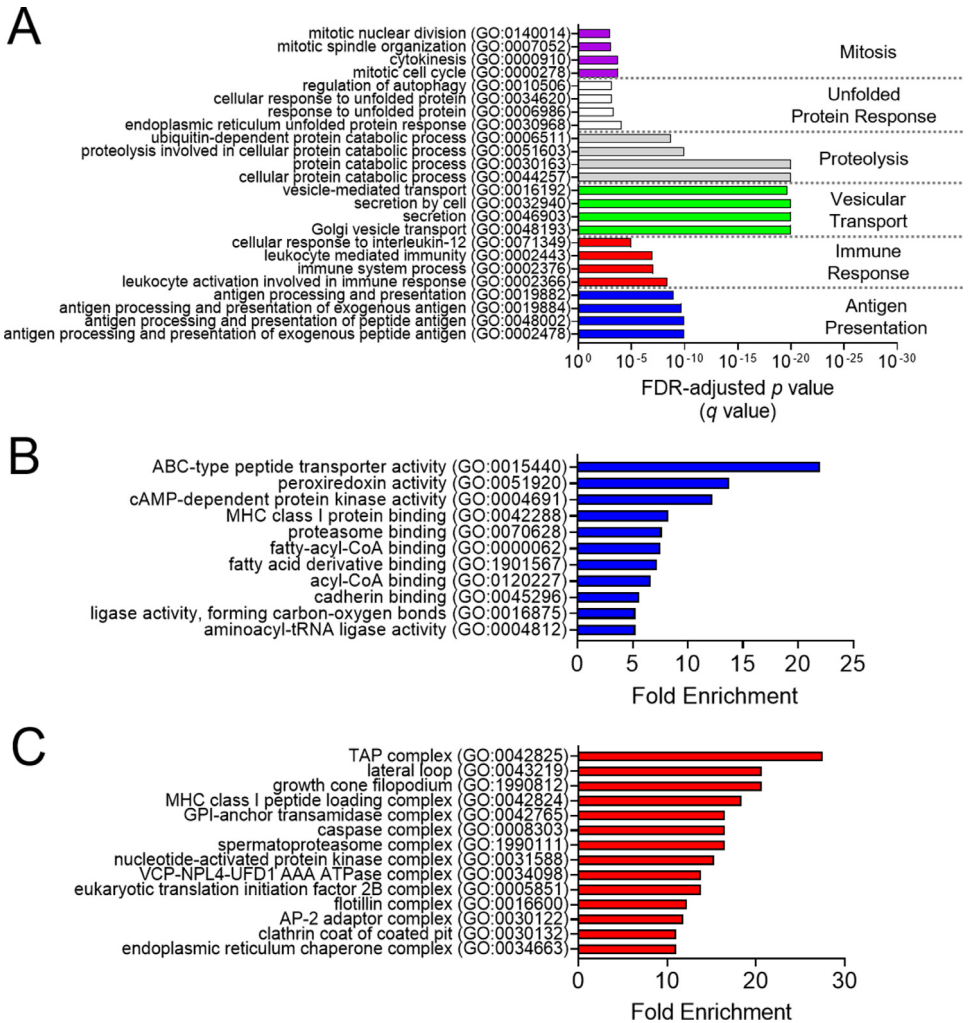 A
mitotic nuclear division (GO:0140014)
mitotic spindle organization (GO:0007052)
cytokinesis (GO:0000910)
mitotic cell cycle (GO:0000278)
Mitosis
regulation of autophagy (GO:0010506)
cellular response to unfolded protein (GO:0034620)
response to unfolded protein (GO:0006986)
endoplasmic reticulum unfolded protein response (GO:0030968)
Unfolded
Protein Response
ubiquitin-dependent protein catabolic process (GO:0006511)
proteolysis involved in cellular protein catabolic process (GO:0051603)
protein catabolic process (GO:0030163)
cellular protein catabolic process (GO:0044257)
Proteolysis
vesicle-mediated transport (GO:0016192)
secretion by cell (GO:0032940)
secretion (GO:0046903)
Golgi vesicle transport (GO:0048193)
Vesicular
Transport
cellular response to interleukin-12 (GO:0071349)
leukocyte mediated immunity (GO:0002443)
immune system process (GO:0002376)
leukocyte activation involved in immune response (GO:0002366)
Immune
Response
antigen processing and presentation (GO:0019882)
antigen processing and presentation of exogenous antigen (GO:0019884)
antigen processing and presentation of peptide antigen (GO:0048002)
antigen processing and presentation of exogenous peptide antigen (GO:0002478)
Antigen
Presentation
10⁰ 10⁻⁵ 10⁻¹⁰ 10⁻¹⁵ 10⁻²⁰ 10⁻²⁵ 10⁻³⁰
FDR-adjusted p value
(q value)
B
ABC-type peptide transporter activity (GO:0015440)
peroxiredoxin activity (GO:0051920)
cAMP-dependent protein kinase activity (GO:0004691)
MHC class I protein binding (GO:0042288)
proteasome binding (GO:0070628)
fatty-acyl-CoA binding (GO:0000062)
fatty acid derivative binding (GO:1901567)
acyl-CoA binding (GO:0120227)
cadherin binding (GO:0045296)
ligase activity, forming carbon-oxygen bonds (GO:0016875)
aminoacyl-tRNA ligase activity (GO:0004812)
0 5 10 15 20 25
Fold Enrichment
C
TAP complex (GO:0042825)
lateral loop (GO:0043219)
growth cone filopodium (GO:1990812)
MHC class I peptide loading complex (GO:0042824)
GPI-anchor transamidase complex (GO:0042765)
caspase complex (GO:0008303)
spermatoproteasome complex (GO:1990111)
nucleotide-activated protein kinase complex (GO:0031588)
VCP-NPL4-UFD1 AAA ATPase complex (GO:0034098)
eukaryotic translation initiation factor 2B complex (GO:0005851)
flotillin complex (GO:0016600)
AP-2 adaptor complex (GO:0030122)
clathrin coat of coated pit (GO:0030132)
endoplasmic reticulum chaperone complex (GO:0034663)
0 10 20 30
Fold Enrichment